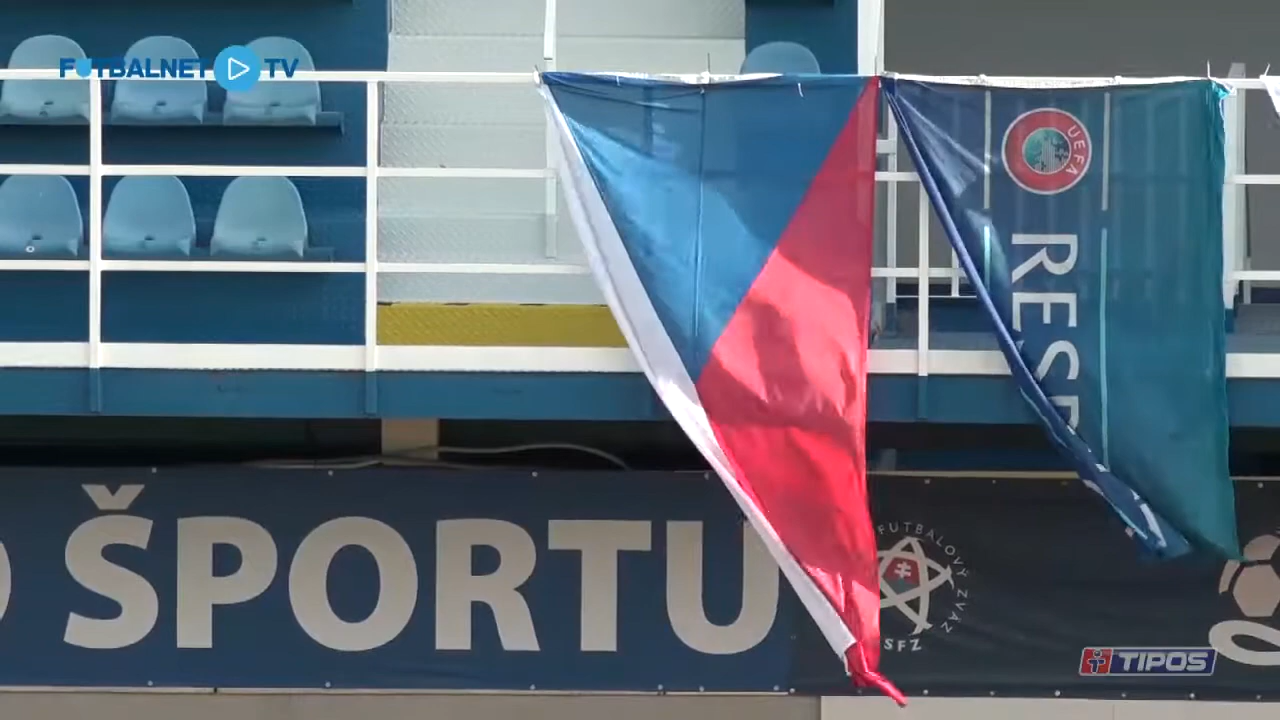 FUTBALNET TV
UEFA
RESP
ŠPORTU
FUTBALOVÝ ZVÄZ
SFZ
TIPOS